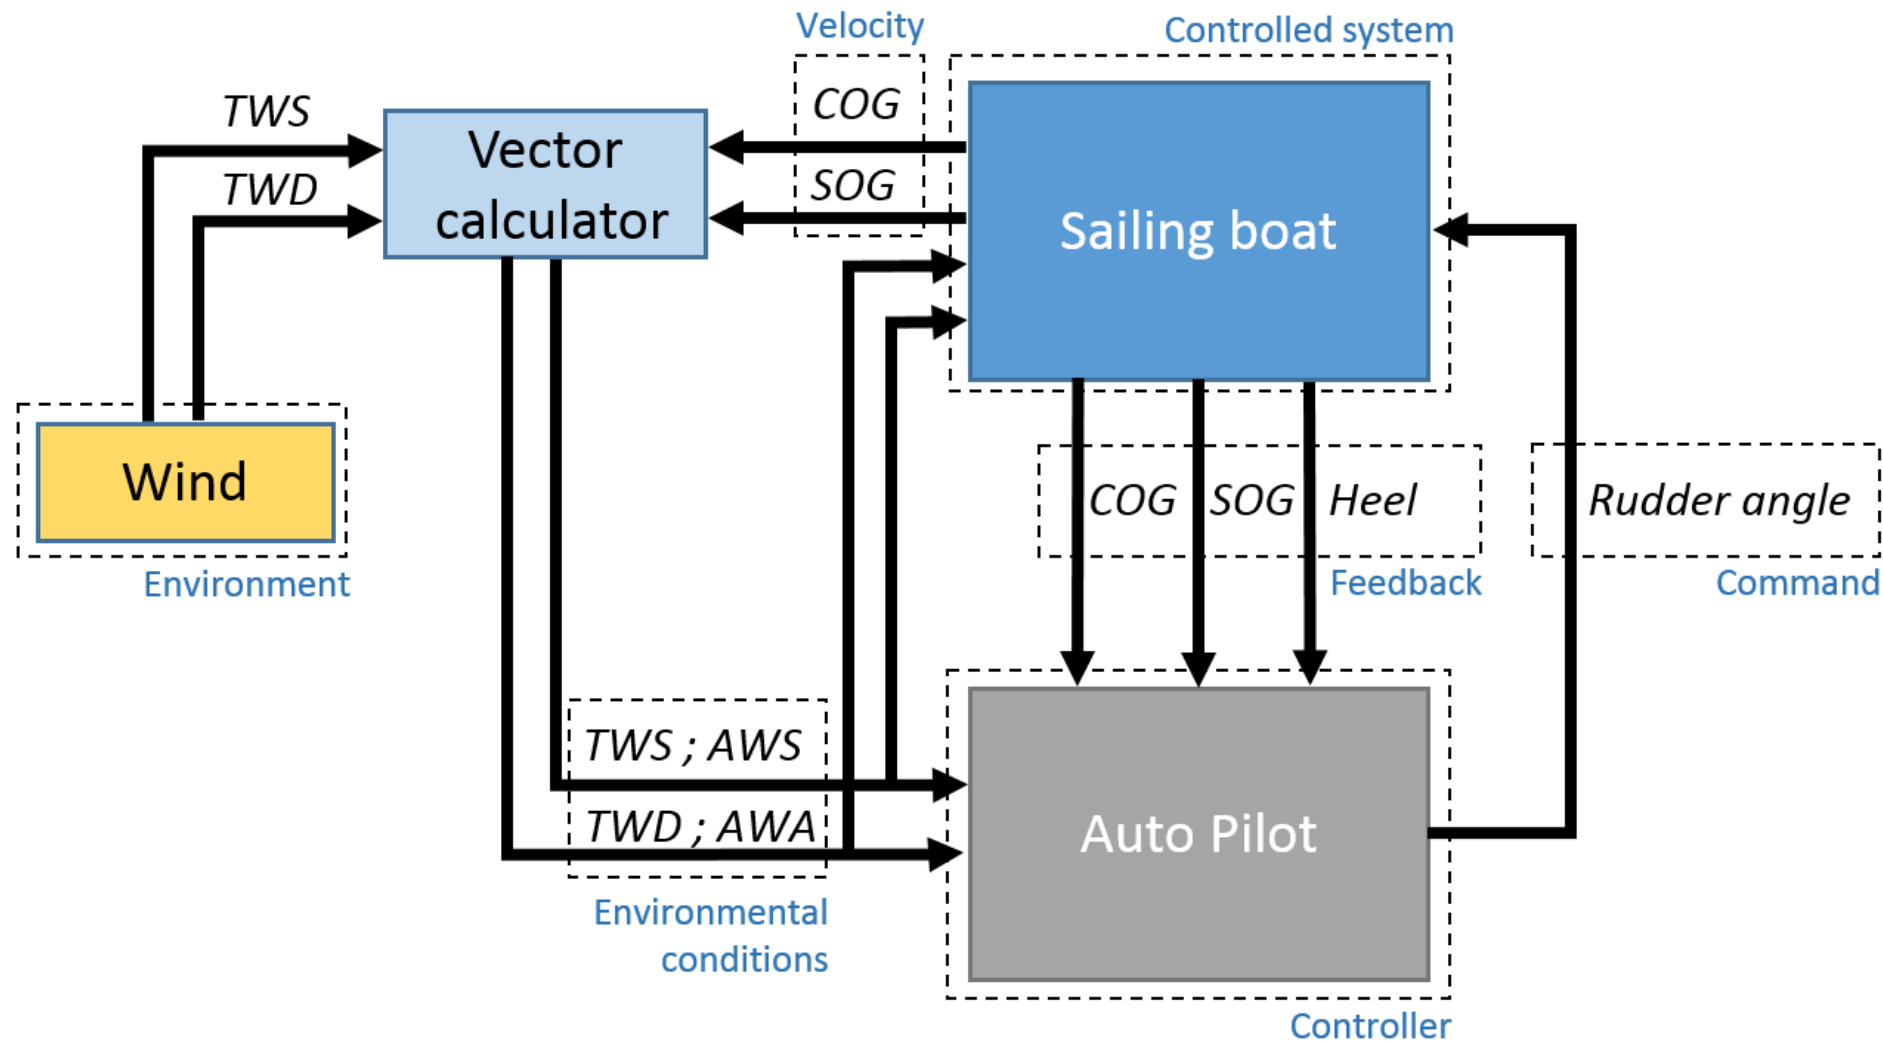 Velocity
Controlled system
TWS
TWD
Vector
calculator
COG
SOG
Sailing boat
Wind
Environment
COG
SOG
Heel
Feedback
Rudder angle
Command
TWS ; AWS
TWD ; AWA
Environmental
conditions
Auto Pilot
Controller